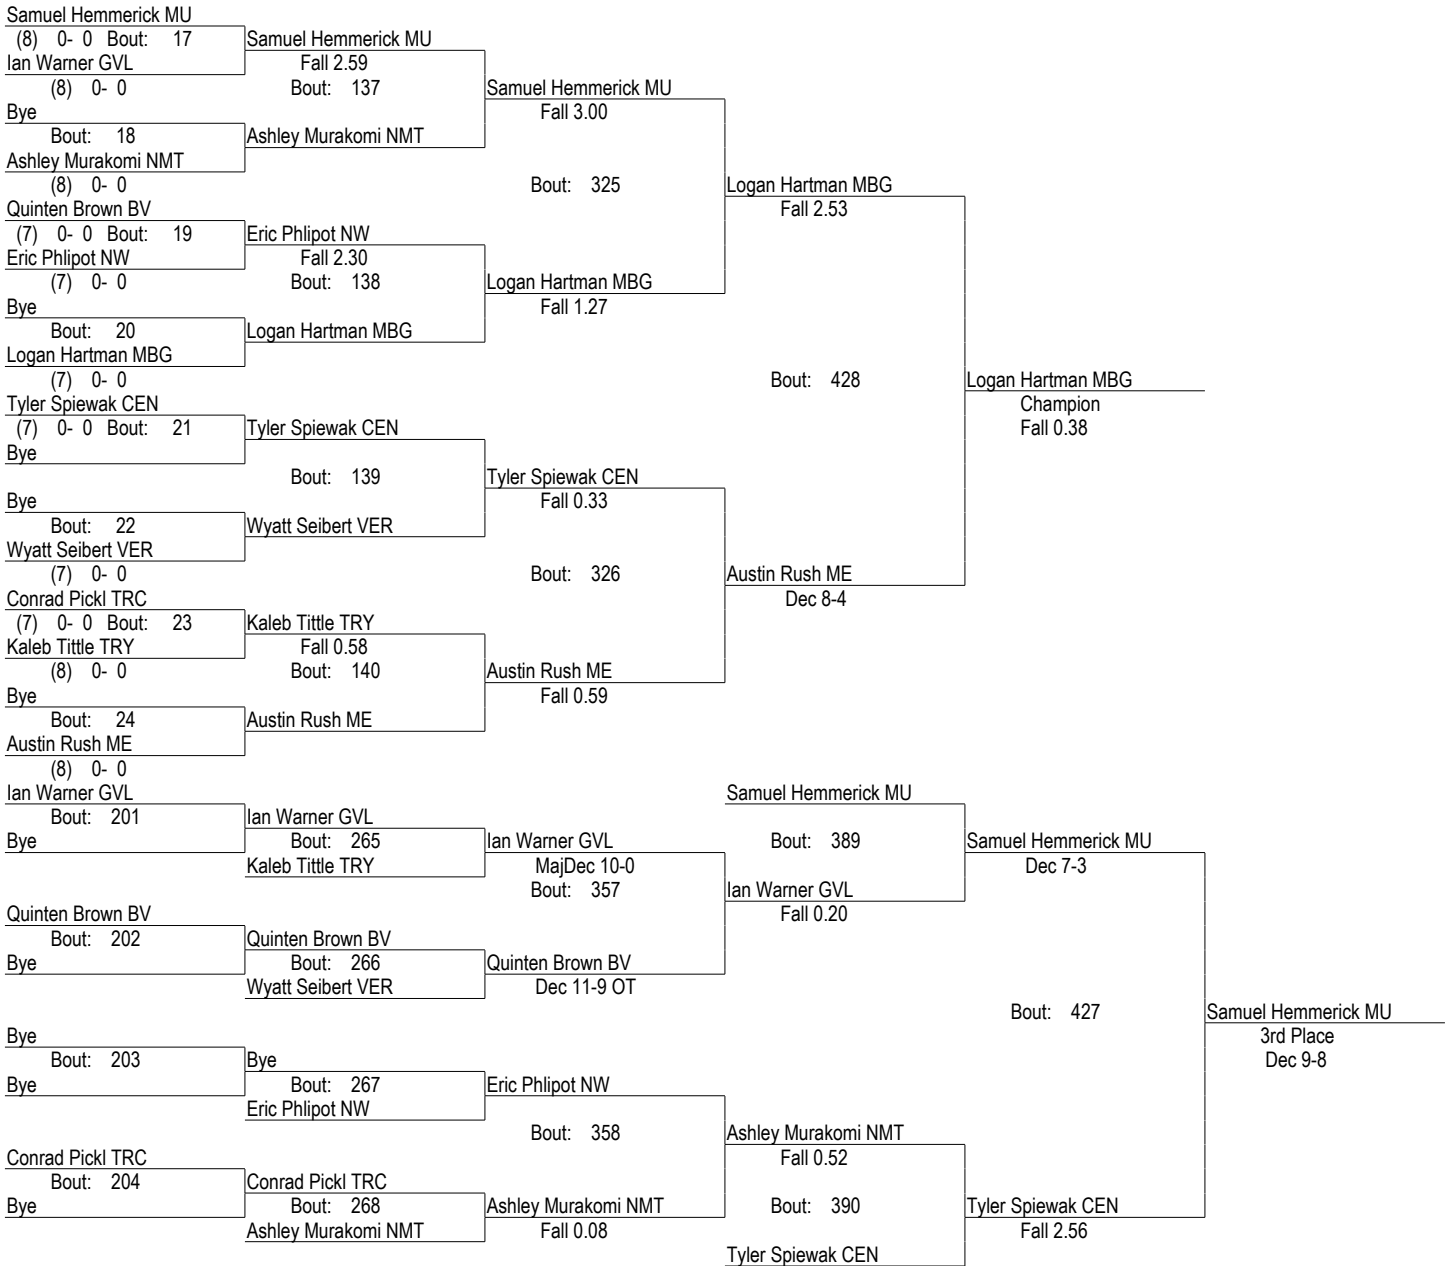 Samuel Hemmerick MU
(8) 0- 0 Bout: 17 Samuel Hemmerick MU
Ian Warner GVL Fall 2.59
(8) 0- 0 Bout: 137 Samuel Hemmerick MU
Bye Fall 3.00
Bout: 18 Ashley Murakomi NMT
Ashley Murakomi NMT
(8) 0- 0 Bout: 325 Logan Hartman MBG
Quinten Brown BV Fall 2.53
(7) 0- 0 Bout: 19 Eric Phlipot NW
Eric Phlipot NW Fall 2.30
(7) 0- 0 Bout: 138 Logan Hartman MBG
Bye Fall 1.27
Bout: 20 Logan Hartman MBG
Logan Hartman MBG
(7) 0- 0 Bout: 428 Logan Hartman MBG
Tyler Spiewak CEN Champion
(7) 0- 0 Bout: 21 Tyler Spiewak CEN Fall 0.38
Bye
Bout: 139 Tyler Spiewak CEN
Bye Fall 0.33
Bout: 22 Wyatt Seibert VER
Wyatt Seibert VER
(7) 0- 0 Bout: 326 Austin Rush ME
Conrad Pickl TRC Dec 8-4
(7) 0- 0 Bout: 23 Kaleb Tittle TRY
Kaleb Tittle TRY Fall 0.58
(8) 0- 0 Bout: 140 Austin Rush ME
Bye Fall 0.59
Bout: 24 Austin Rush ME
Austin Rush ME
(8) 0- 0
Ian Warner GVL Samuel Hemmerick MU
Bout: 201 Ian Warner GVL
Bye Bout: 265 Ian Warner GVL Bout: 389 Samuel Hemmerick MU
Kaleb Tittle TRY MajDec 10-0 Dec 7-3
Bout: 357 Ian Warner GVL
Quinten Brown BV Fall 0.20
Bout: 202 Quinten Brown BV
Bye Bout: 266 Quinten Brown BV
Wyatt Seibert VER Dec 11-9 OT
Bout: 427 Samuel Hemmerick MU
Bye 3rd Place
Bout: 203 Bye Dec 9-8
Bye Bout: 267 Eric Phlipot NW
Eric Phlipot NW
Bout: 358 Ashley Murakomi NMT
Conrad Pickl TRC Fall 0.52
Bout: 204 Conrad Pickl TRC
Bye Bout: 268 Ashley Murakomi NMT Bout: 390 Tyler Spiewak CEN
Ashley Murakomi NMT Fall 0.08 Fall 2.56
Tyler Spiewak CEN